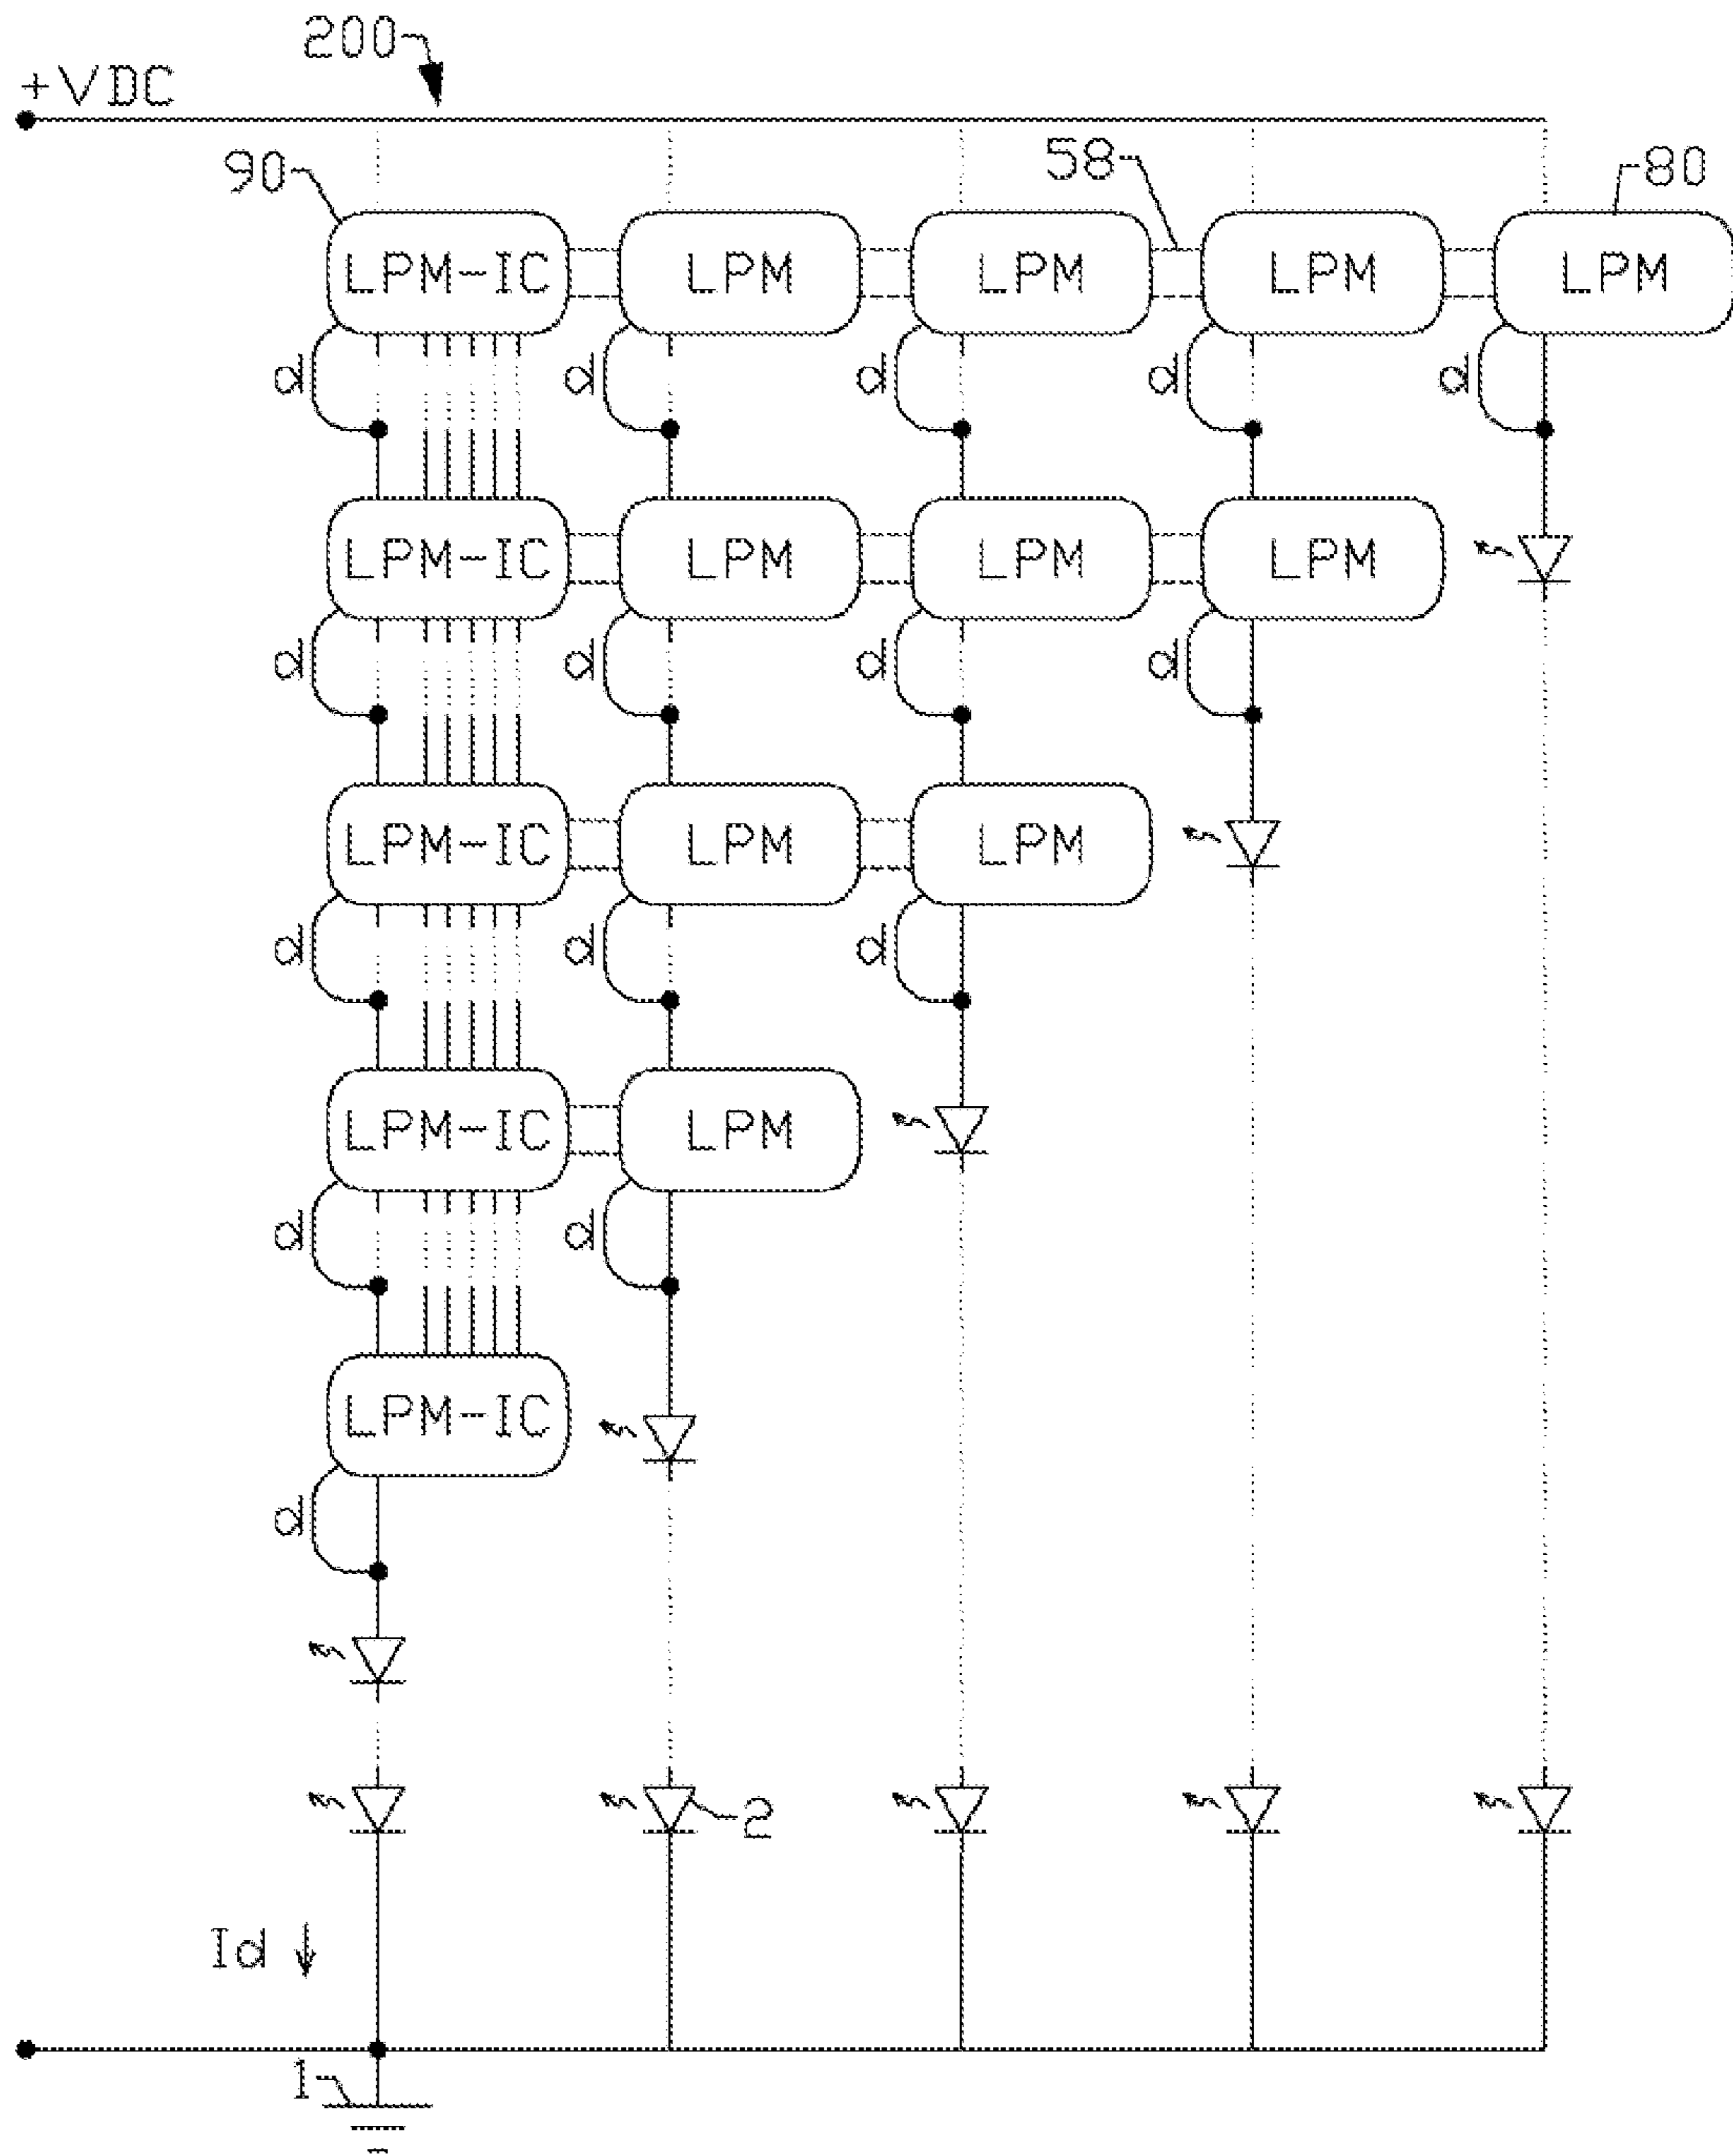 200
+VDC
90 58 80
LPM-IC LPM LPM LPM LPM
d d d d d
LPM-IC LPM LPM LPM
d d d d
LPM-IC LPM LPM
d d d
LPM-IC LPM
d d
LPM-IC
d
2
Id
1